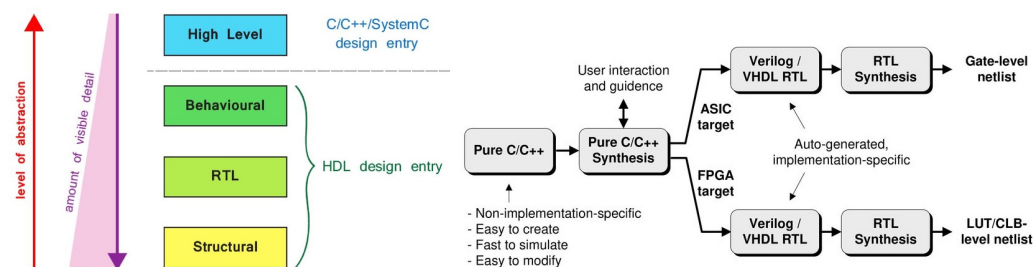 level of abstraction
amount of visible detail
High Level
C/C++/SystemC
design entry
Behavioural
RTL
Structural
HDL design entry
Pure C/C++
- Non-implementation-specific
- Easy to create
- Fast to simulate
- Easy to modify
User interaction
and guidence
Pure C/C++
Synthesis
ASIC
target
FPGA
target
Verilog /
VHDL RTL
RTL
Synthesis
Gate-level
netlist
Auto-generated,
implementation-specific
Verilog /
VHDL RTL
RTL
Synthesis
LUT/CLB-
level netlist